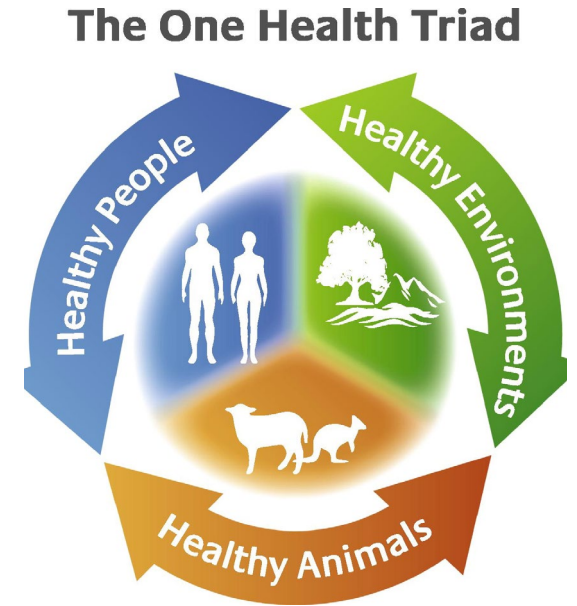 The One Health Triad
Healthy People
Healthy Environments
Healthy Animals